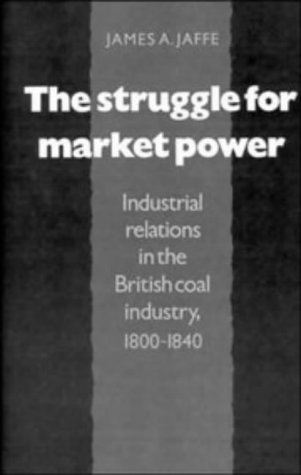 JAMES A. JAFFE
The struggle for
market power
Industrial
relations
in the
British coal
industry,
1800-1840